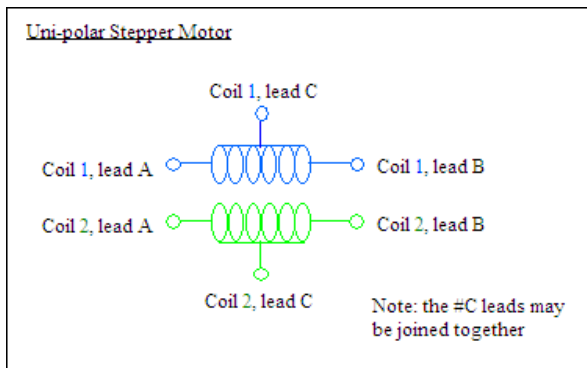 Uni-polar Stepper Motor
Coil 1, lead C
Coil 1, lead A
Coil 1, lead B
Coil 2, lead A
Coil 2, lead B
Coil 2, lead C
Note: the #C leads may
be joined together